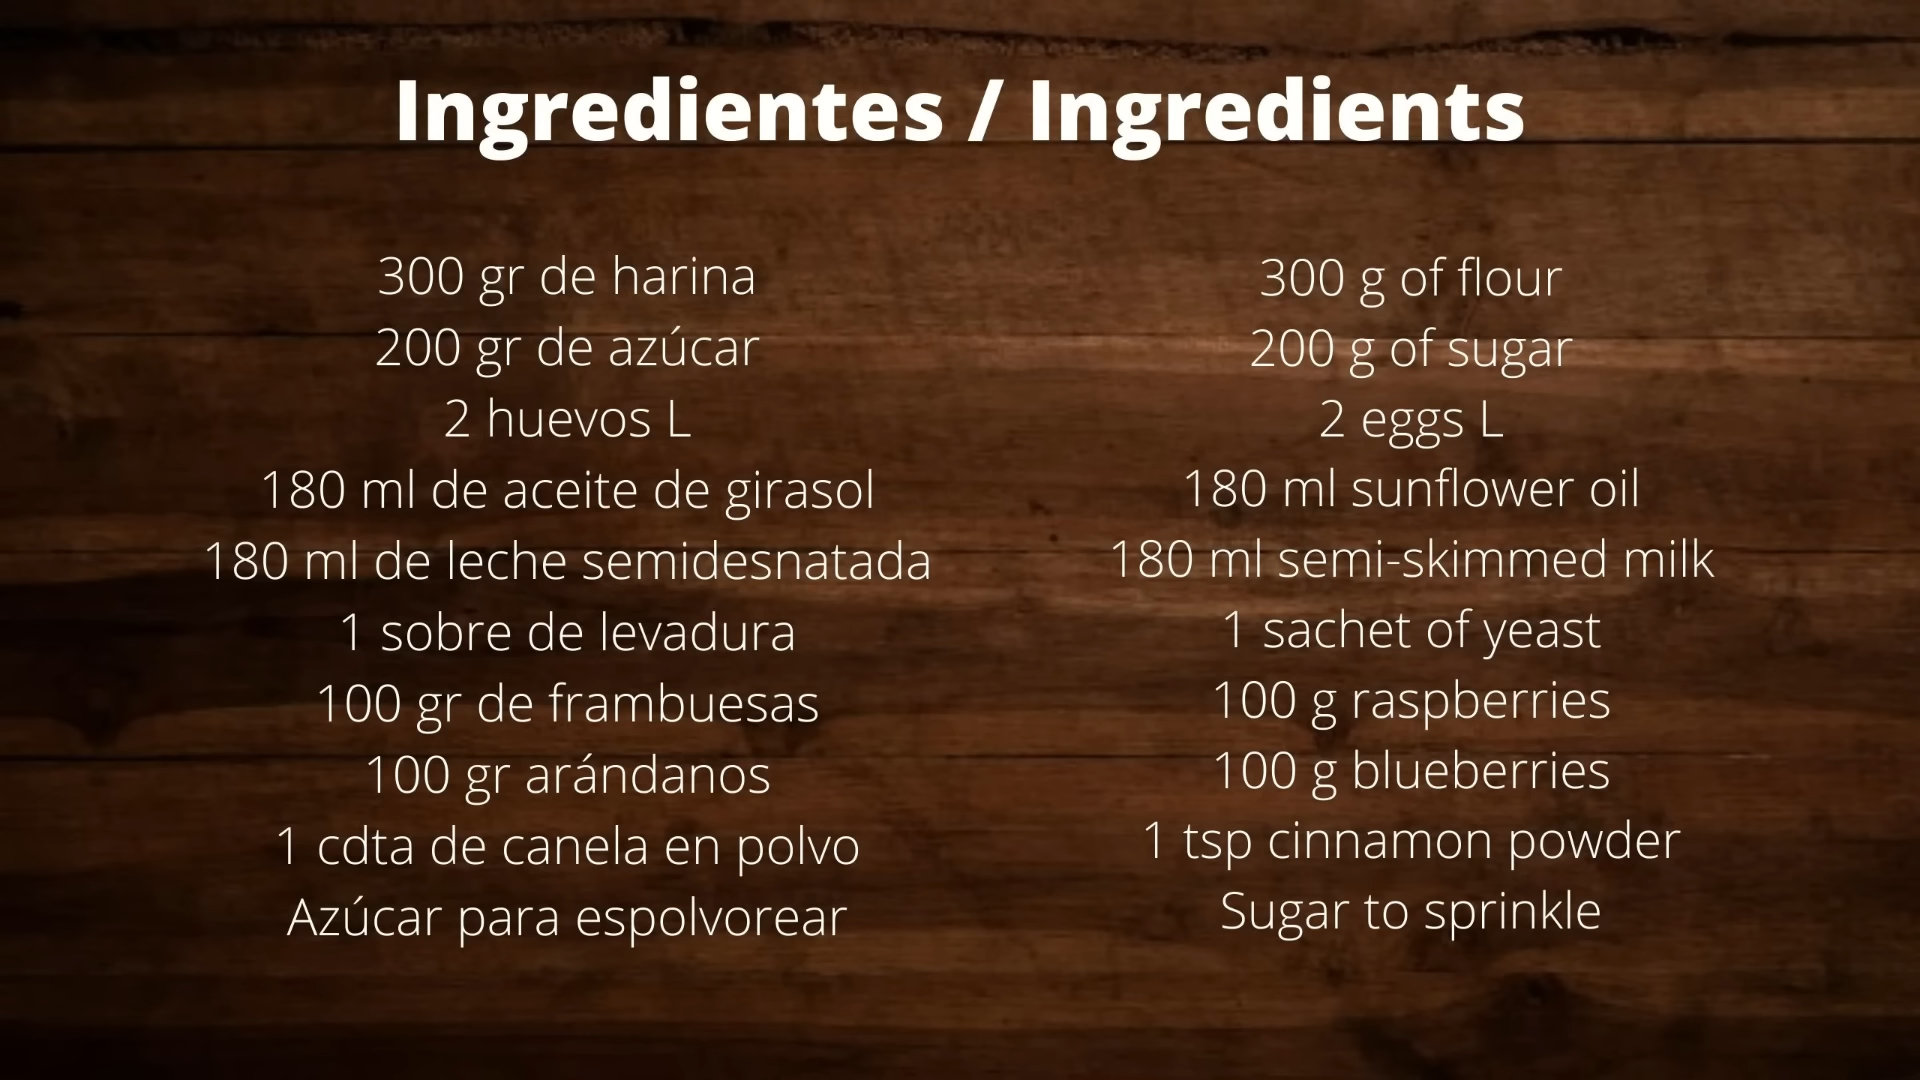 Ingredientes / Ingredients
300 gr de harina
200 gr de azúcar
2 huevos L
180 ml de aceite de girasol
180 ml de leche semidesnatada
1 sobre de levadura
100 gr de frambuesas
100 gr arándanos
1 cdta de canela en polvo
Azúcar para espolvorear
300 g of flour
200 g of sugar
2 eggs L
180 ml sunflower oil
180 ml semi-skimmed milk
1 sachet of yeast
100 g raspberries
100 g blueberries
1 tsp cinnamon powder
Sugar to sprinkle